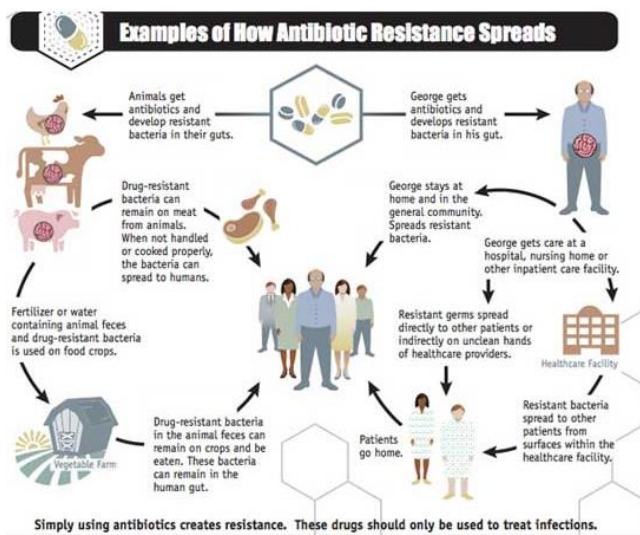 Examples of How Antibiotic Resistance Spreads
Animals get
antibiotics and
develop resistant
bacteria in their guts.
George gets
antibiotics and
develops resistant
bacteria in his gut.
Drug-resistant
bacteria can
remain on meat
from animals.
When not handled
or cooked properly,
the bacteria can
spread to humans.
George stays at
home and in the
general community.
Spreads resistant
bacteria.
George gets care at a
hospital, nursing home or
other inpatient care facility.
Fertilizer or water
containing animal feces
and drug-resistant bacteria
is used on food crops.
Resistant germs spread
directly to other patients or
indirectly on unclean hands
of healthcare providers.
Healthcare Facility
Vegetable Farm
Drug-resistant bacteria
in the animal feces can
remain on crops and be
eaten. These bacteria
can remain in the
human gut.
Patients
go home.
Resistant bacteria
spread to other
patients from
surfaces within the
healthcare facility.
Simply using antibiotics creates resistance. These drugs should only be used to treat infections.